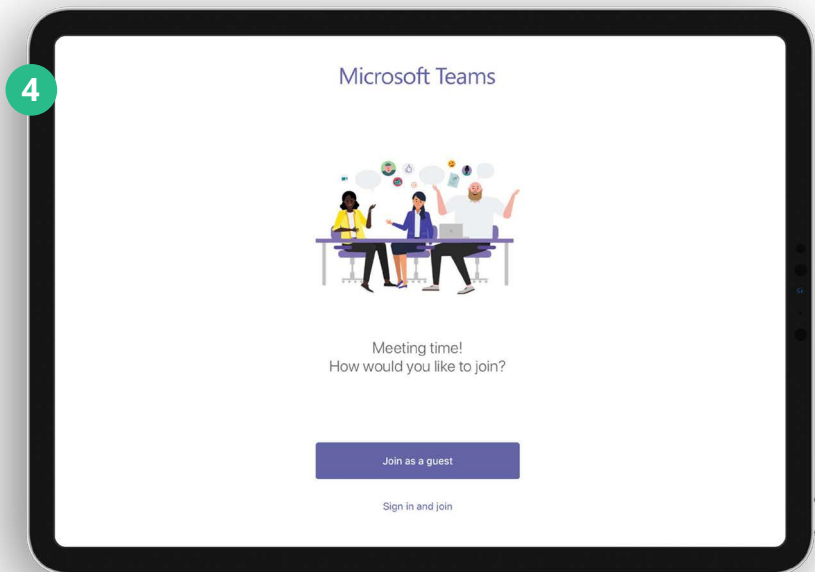 4
Microsoft Teams
Meeting time!
How would you like to join?
Join as a guest
Sign in and join